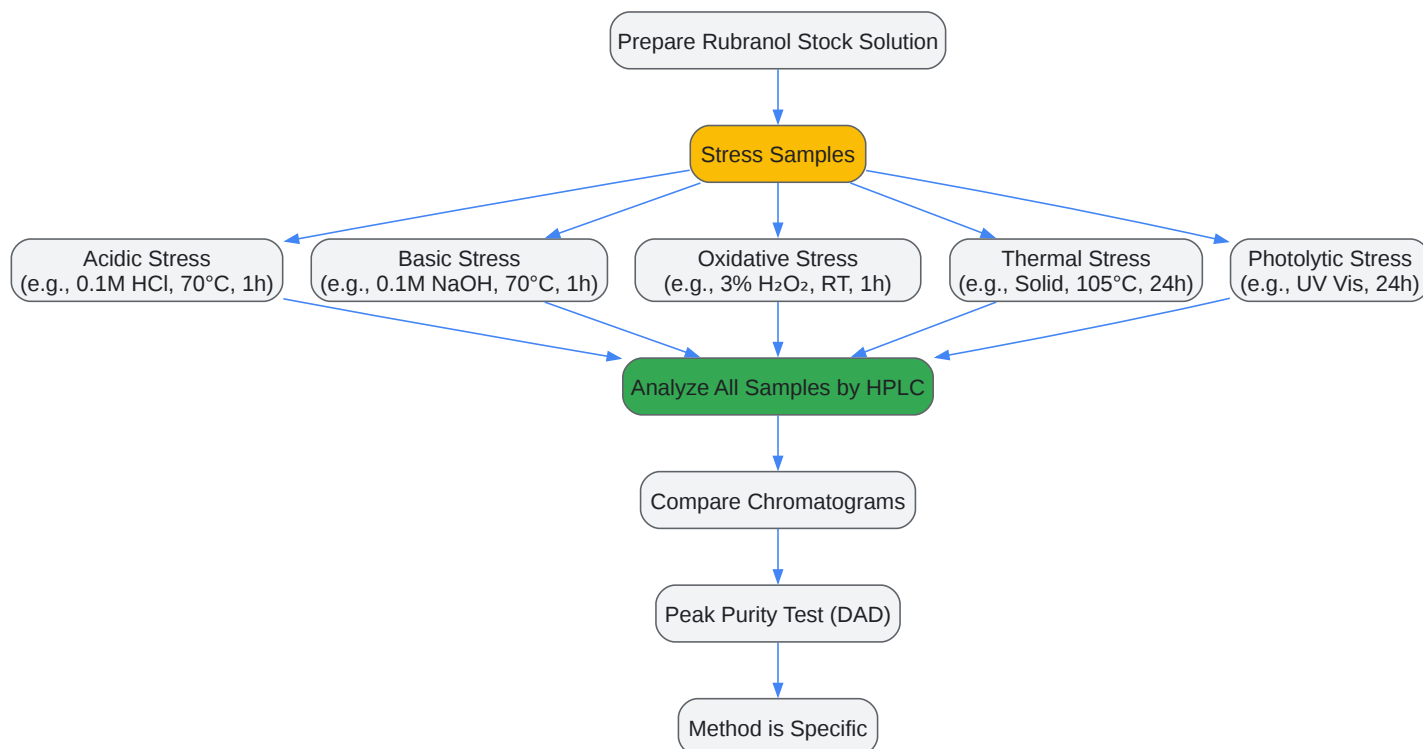 Prepare Rubranol Stock Solution
Stress Samples
Acidic Stress
(e.g., 0.1M HCl, 70°C, 1h)
Basic Stress
(e.g., 0.1M NaOH, 70°C, 1h)
Oxidative Stress
(e.g., 3% H₂O₂, RT, 1h)
Thermal Stress
(e.g., Solid, 105°C, 24h)
Photolytic Stress
(e.g., UV Vis, 24h)
Analyze All Samples by HPLC
Compare Chromatograms
Peak Purity Test (DAD)
Method is Specific